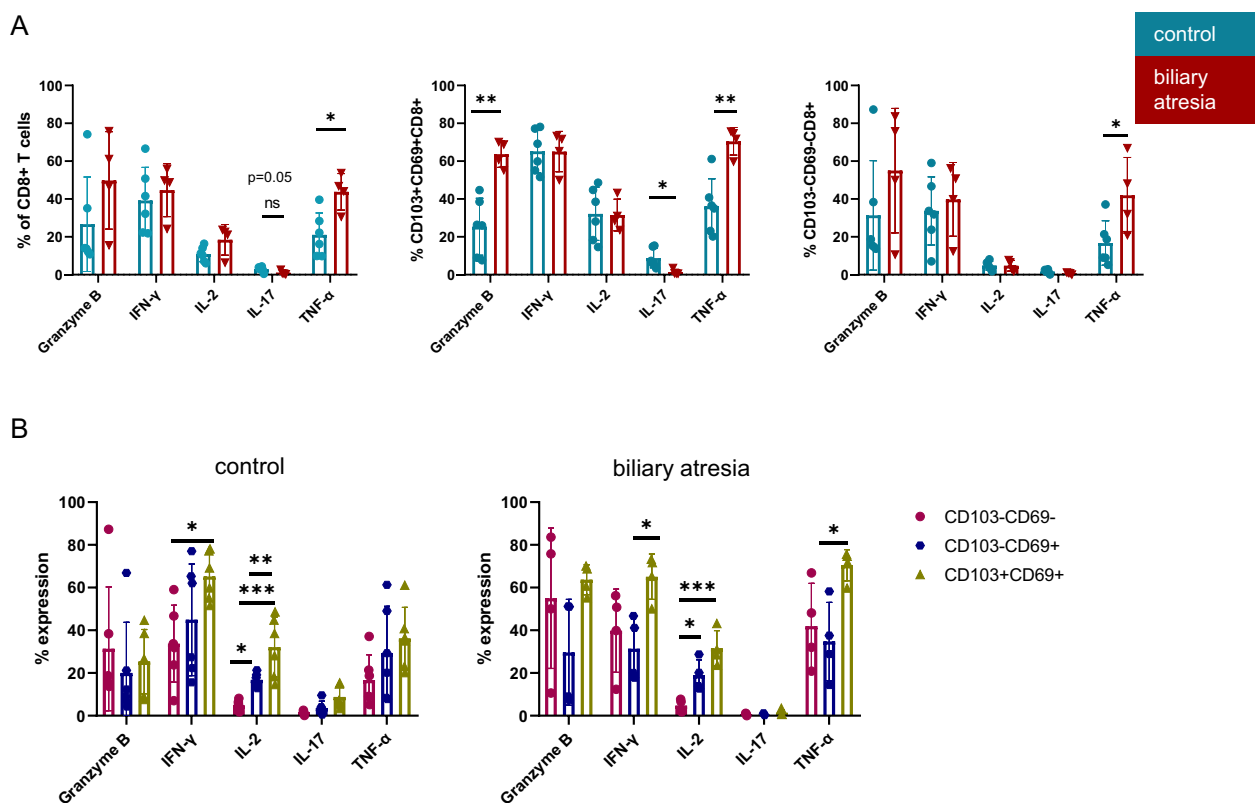 A
control
biliary
atresia
% of CD8+ T cells
100
80
60
40
20
0
p=0.05
ns
*
Granzyme B
IFN-γ
IL-2
IL-17
TNF-α
% CD103+CD69+CD8+
100
80
60
40
20
0
**
*
**
Granzyme B
IFN-γ
IL-2
IL-17
TNF-α
% CD103-CD69-CD8+
100
80
60
40
20
0
*
Granzyme B
IFN-γ
IL-2
IL-17
TNF-α
B
control
% expression
100
80
60
40
20
0
*
**
***
*
Granzyme B
IFN-γ
IL-2
IL-17
TNF-α
biliary atresia
% expression
100
80
60
40
20
0
*
***
*
*
Granzyme B
IFN-γ
IL-2
IL-17
TNF-α
CD103-CD69-
CD103-CD69+
CD103+CD69+